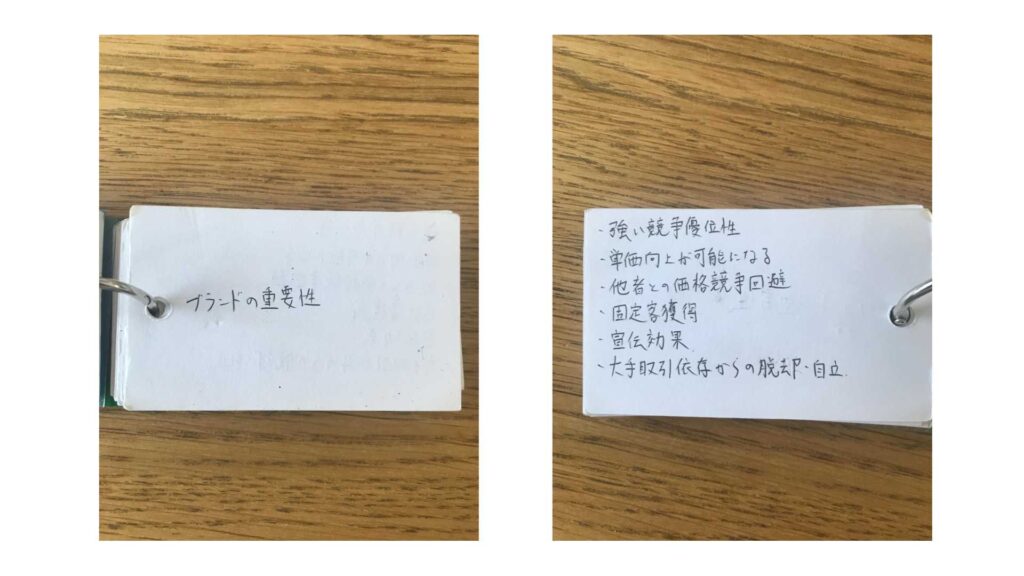 ブランドの重要性
・強い競争優位性
・単価向上が可能になる
・他者との価格競争回避
・固定客獲得
・宣伝効果
・大手取引依存からの脱却・自立